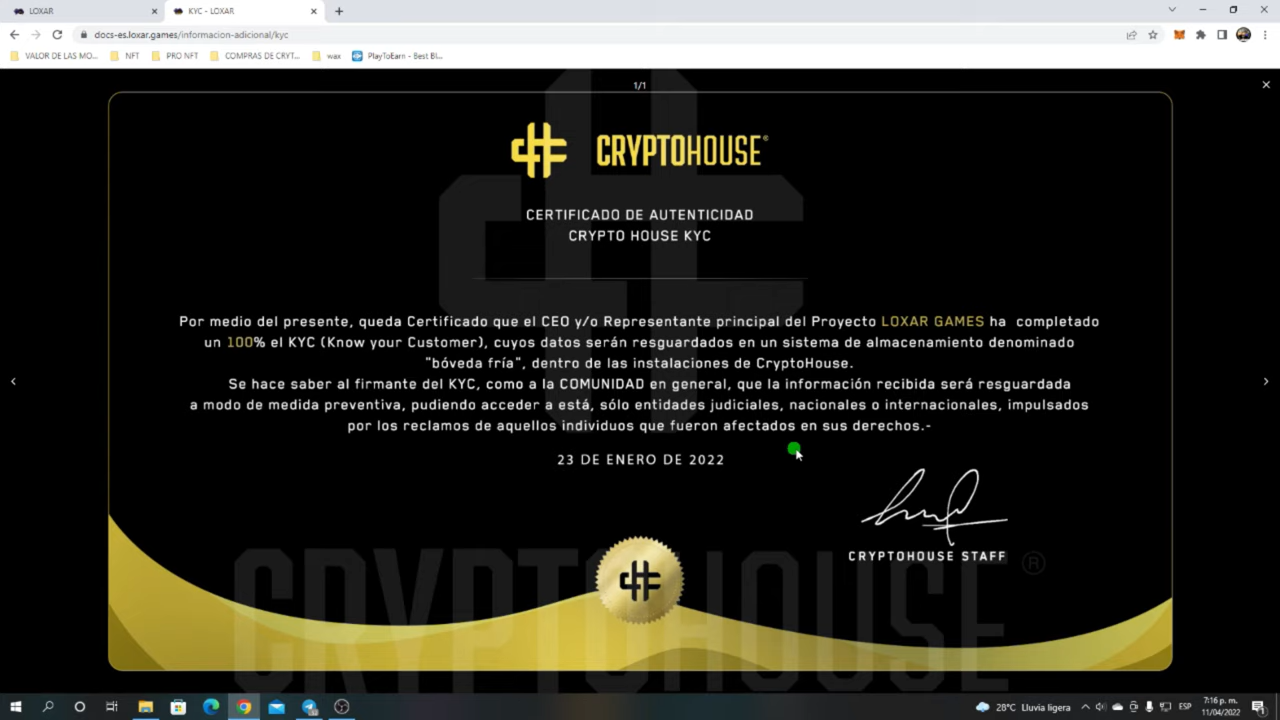 LOXAR
KYC - LOXAR
docs-es.loxar.games/informacion-adicional/kyc
VALOR DE LAS MO...
NFT
PRO NFT
COMPRAS DE CRYT...
wax
PlayToEarn - Best Bl...
1/1
CRYPTOHOUSE®
CERTIFICADO DE AUTENTICIDAD
CRYPTO HOUSE KYC
Por medio del presente, queda Certificado que el CEO y/o Representante principal del Proyecto LOXAR GAMES ha completado
un 100% el KYC (Know your Customer), cuyos datos serán resguardados en un sistema de almacenamiento denominado
"bóveda fría", dentro de las instalaciones de CryptoHouse.
Se hace saber al firmante del KYC, como a la COMUNIDAD en general, que la información recibida será resguardada
a modo de medida preventiva, pudiendo acceder a está, sólo entidades judiciales, nacionales o internacionales, impulsados
por los reclamos de aquellos individuos que fueron afectados en sus derechos.-
23 DE ENERO DE 2022
CRYPTOHOUSE STAFF
CRYPTOHOUSE ®
28°C Lluvia ligera
ESP
7:16 p. m.
11/04/2022